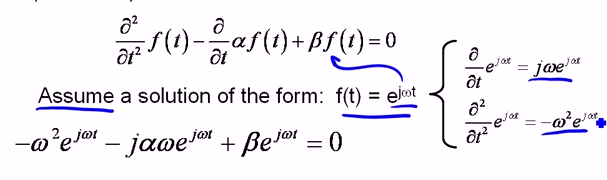 ∂²/∂t² f(t) − ∂/∂t αf(t) + βf(t) = 0
Assume a solution of the form: f(t) = e^{jωt}
−ω²e^{jωt} − jαωe^{jωt} + βe^{jωt} = 0
∂/∂t e^{jωt} = jωe^{jωt}
∂²/∂t² e^{jωt} = −ω²e^{jωt}